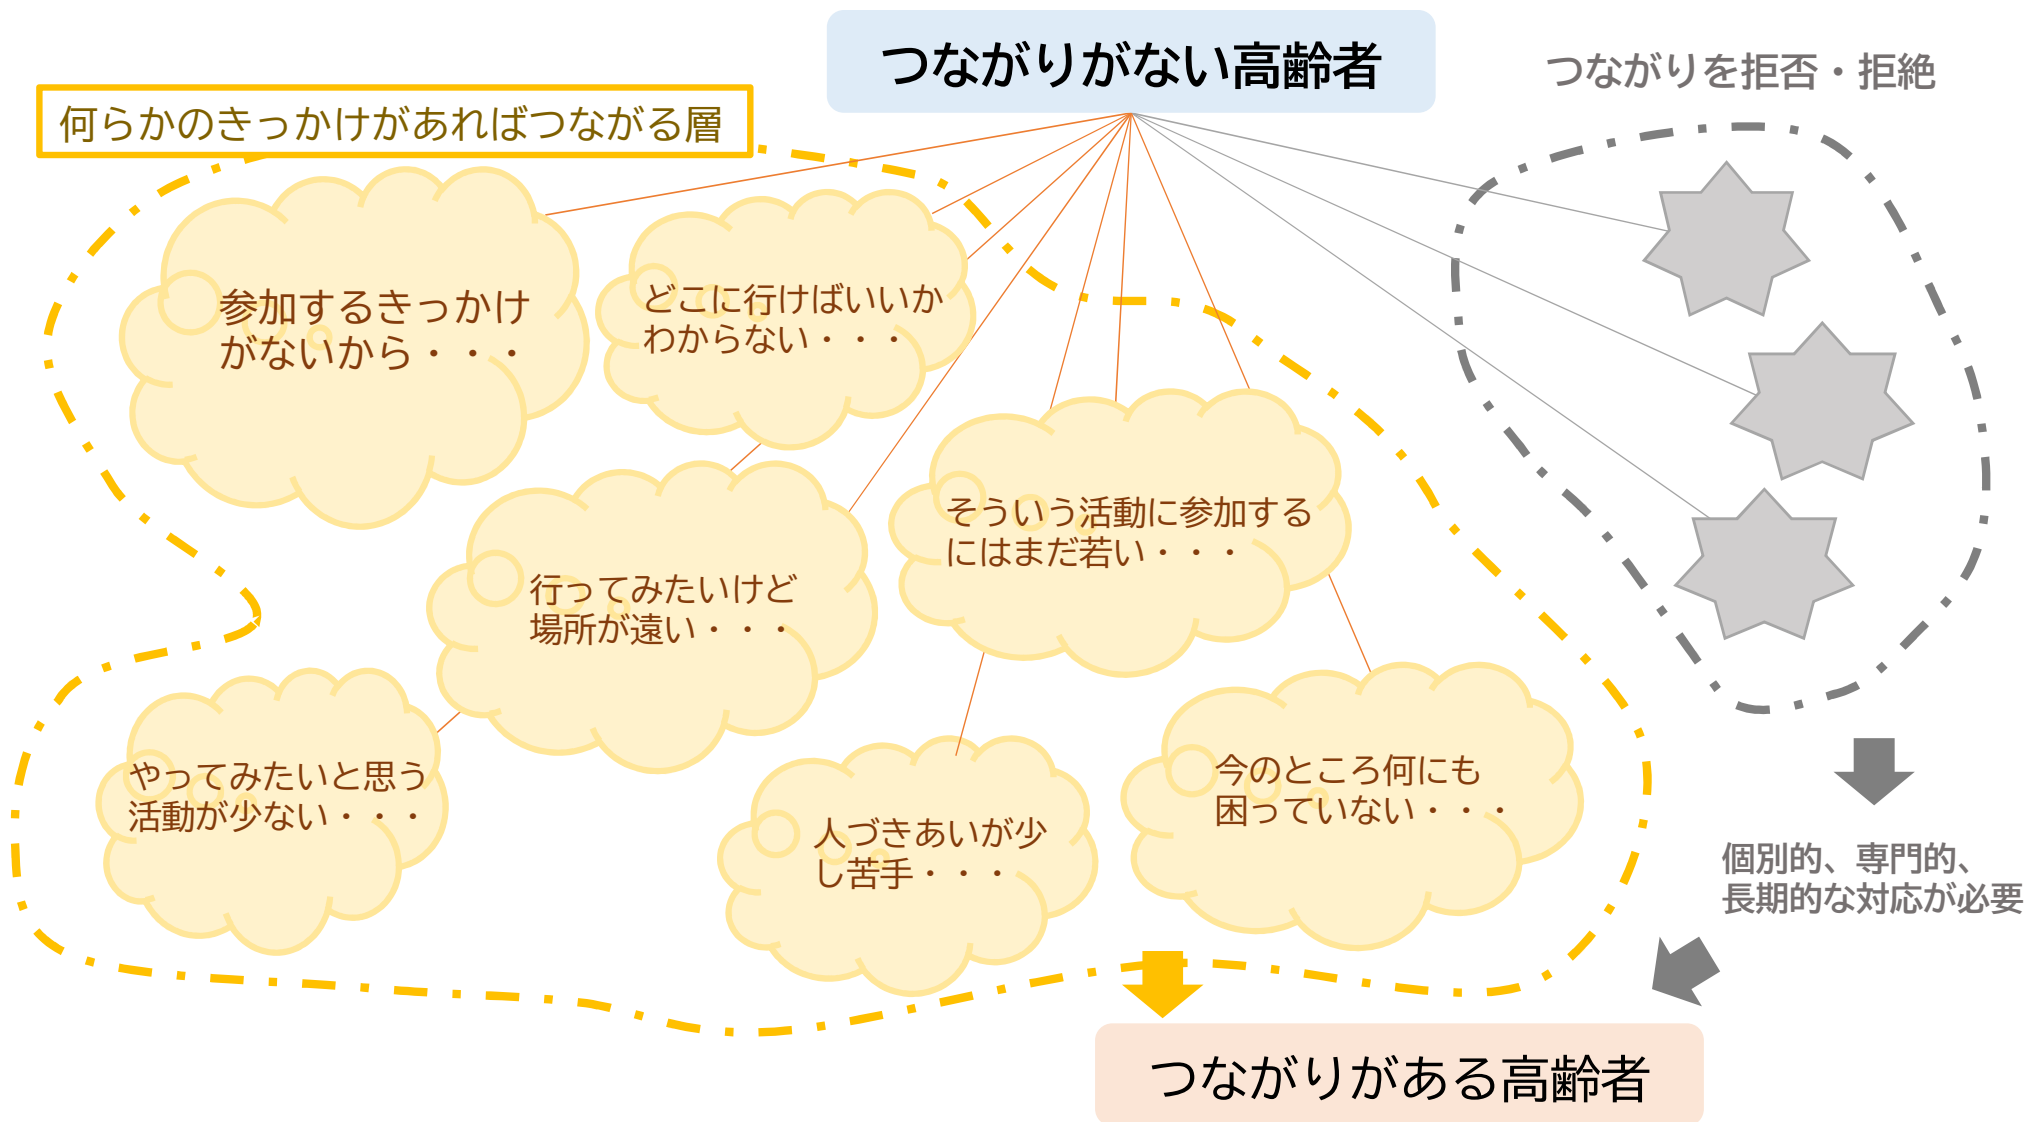 つながりがない高齢者
つながりを拒否・拒絶
何らかのきっかけがあればつながる層
参加するきっかけ
がないから・・・
どこに行けばいいか
わからない・・・
そういう活動に参加する
にはまだ若い・・・
行ってみたいけど
場所が遠い・・・
やってみたいと思う
活動が少ない・・・
人づきあいが少
し苦手・・・
今のところ何にも
困っていない・・・
個別的、専門的、
長期的な対応が必要
つながりがある高齢者